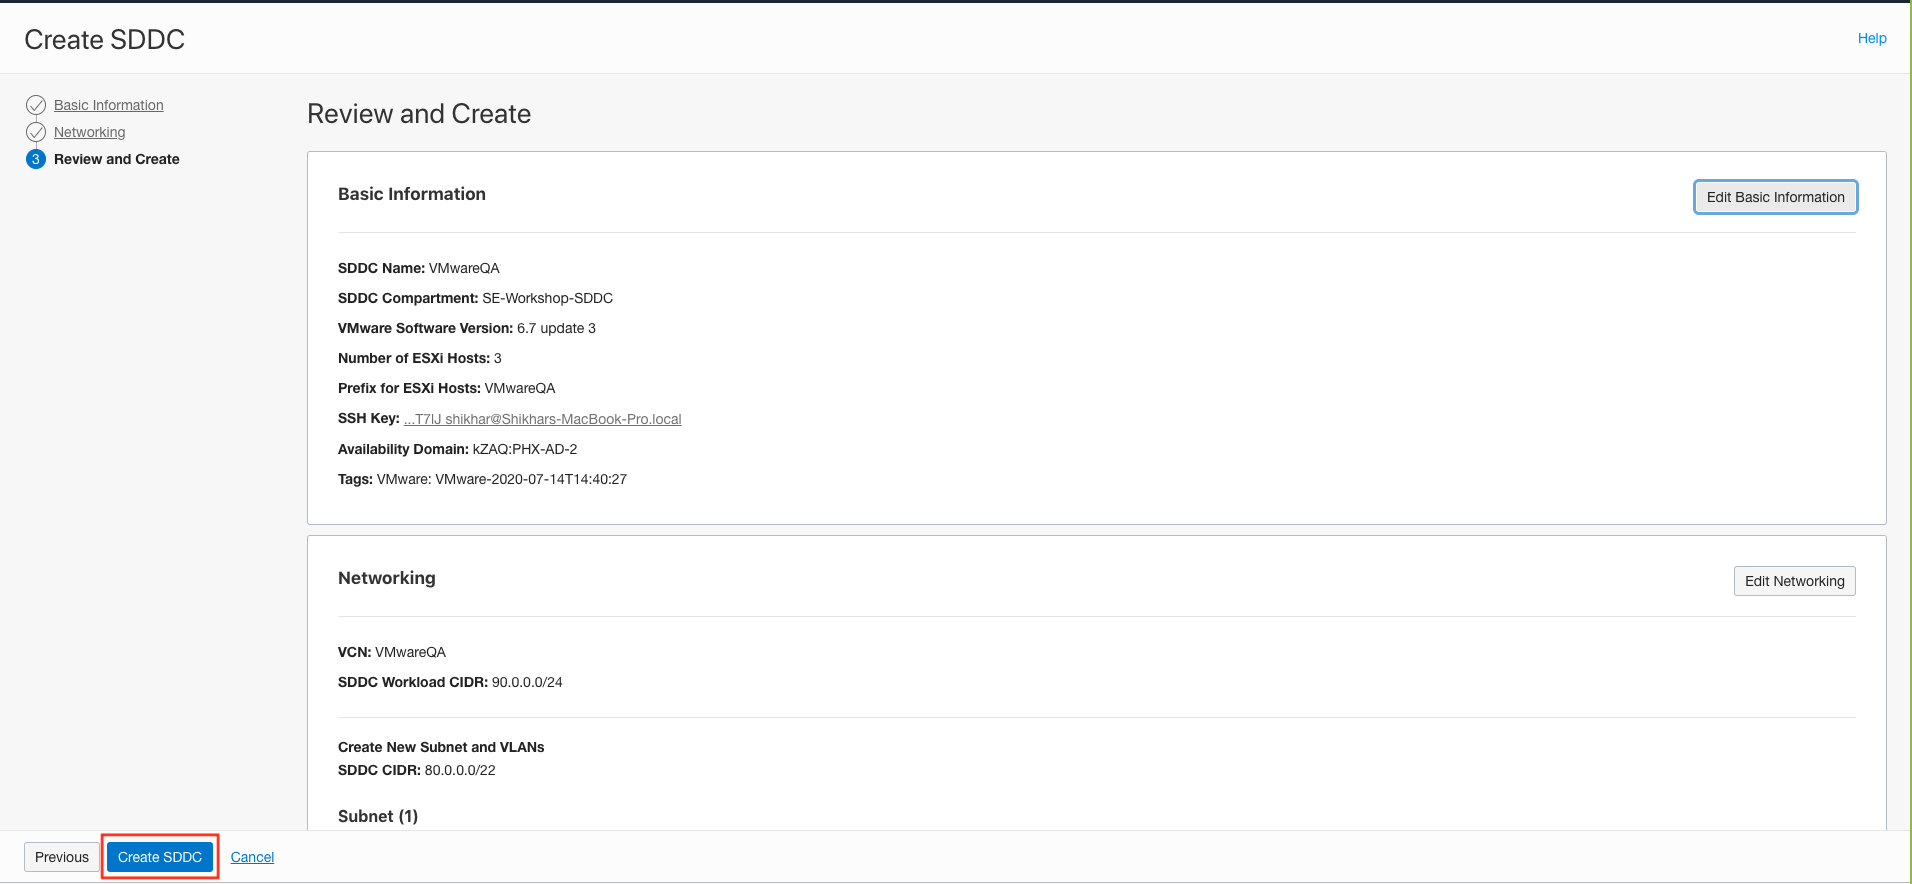 Create SDDC
Help
Basic Information
Networking
3 Review and Create
Review and Create
Basic Information
Edit Basic Information
SDDC Name: VMwareQA
SDDC Compartment: SE-Workshop-SDDC
VMware Software Version: 6.7 update 3
Number of ESXi Hosts: 3
Prefix for ESXi Hosts: VMwareQA
SSH Key: ...T7lJ shikhar@Shikhars-MacBook-Pro.local
Availability Domain: kZAQ:PHX-AD-2
Tags: VMware: VMware-2020-07-14T14:40:27
Networking
Edit Networking
VCN: VMwareQA
SDDC Workload CIDR: 90.0.0.0/24
Create New Subnet and VLANs
SDDC CIDR: 80.0.0.0/22
Subnet (1)
Previous
Create SDDC
Cancel